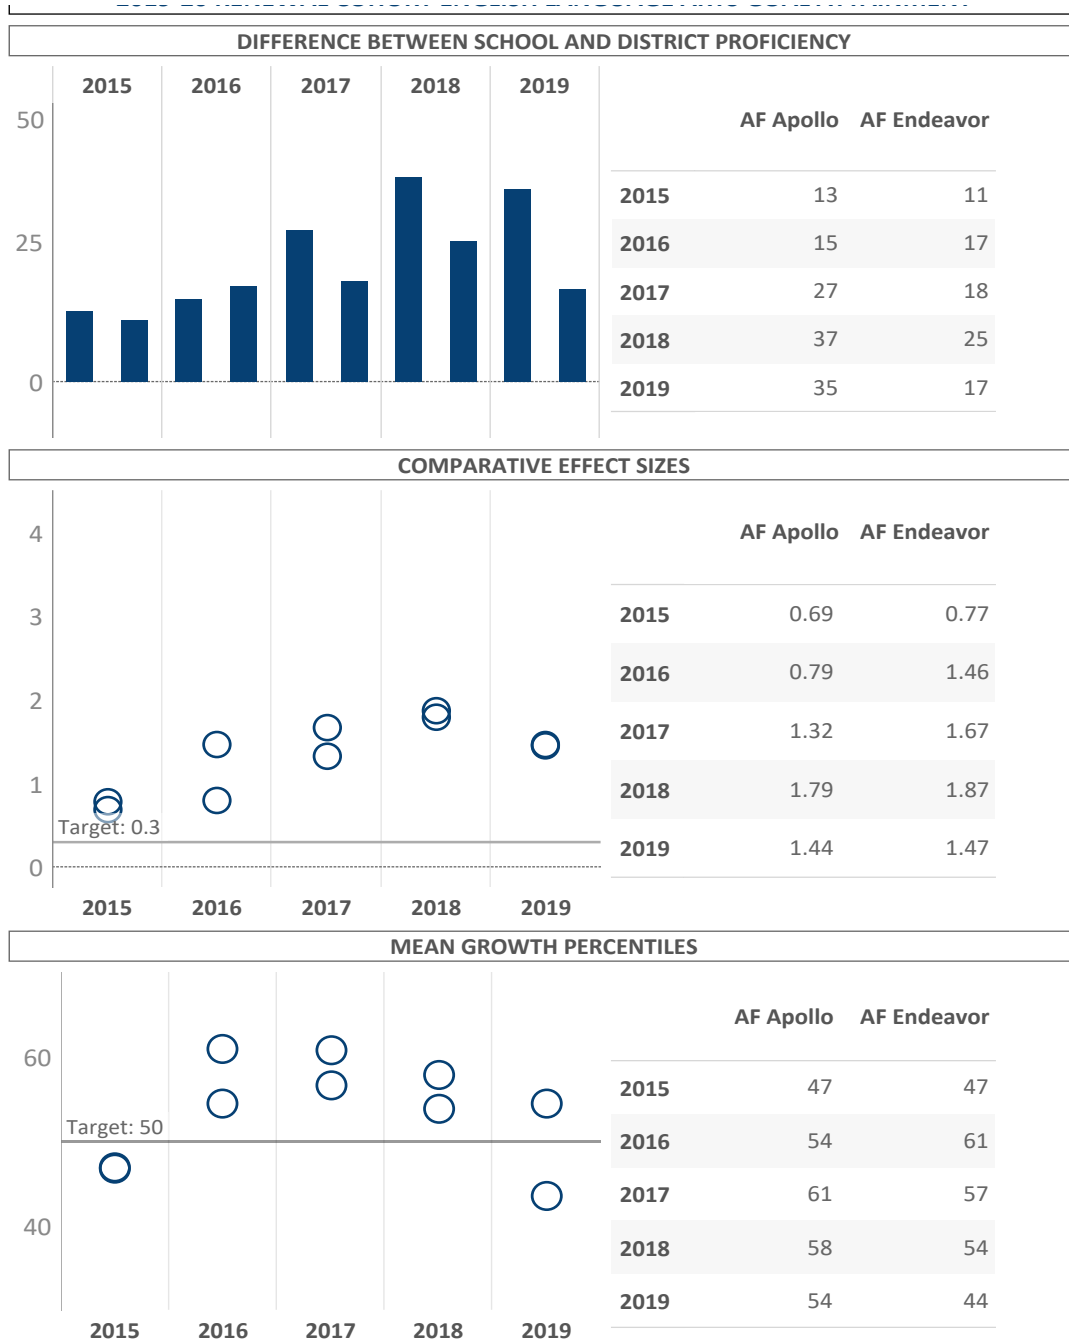 DIFFERENCE BETWEEN SCHOOL AND DISTRICT PROFICIENCY
2015 2016 2017 2018 2019
50
25
0
AF Apollo AF Endeavor
2015 13 11
2016 15 17
2017 27 18
2018 37 25
2019 35 17
COMPARATIVE EFFECT SIZES
4
3
2
1
Target: 0.3
0
2015 2016 2017 2018 2019
AF Apollo AF Endeavor
2015 0.69 0.77
2016 0.79 1.46
2017 1.32 1.67
2018 1.79 1.87
2019 1.44 1.47
MEAN GROWTH PERCENTILES
60
Target: 50
40
2015 2016 2017 2018 2019
AF Apollo AF Endeavor
2015 47 47
2016 54 61
2017 61 57
2018 58 54
2019 54 44